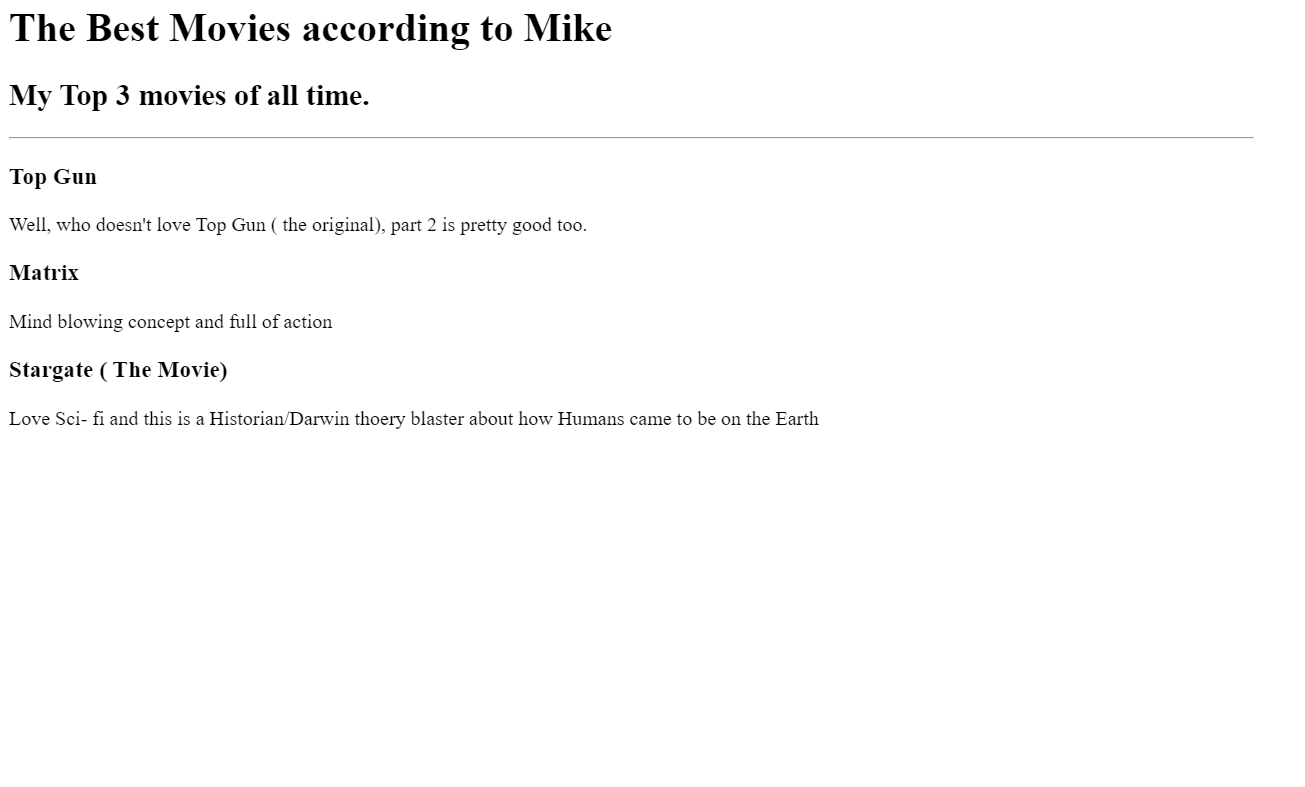 The Best Movies according to Mike
My Top 3 movies of all time.
Top Gun
Well, who doesn't love Top Gun ( the original), part 2 is pretty good too.
Matrix
Mind blowing concept and full of action
Stargate ( The Movie)
Love Sci- fi and this is a Historian/Darwin thoery blaster about how Humans came to be on the Earth